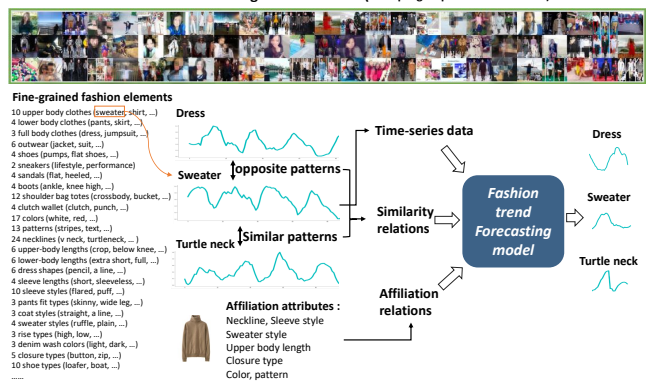 Fine-grained fashion elements
10 upper body clothes (sweater, shirt, ...)
4 lower body clothes (pants, skirt, ...)
3 full body clothes (dress, jumpsuit, ...)
6 outwear (jacket, suit, ...)
4 shoes (pumps, flat shoes, ...)
2 sneakers (lifestyle, performance)
4 sandals (flat, heeled, ...)
4 boots (ankle, knee high, ...)
12 shoulder bag totes (crossbody, bucket, ...)
4 clutch wallet (clutch, punch, ...)
17 colors (white, red, ...)
13 patterns (stripes, text, ...)
24 necklines (v neck, turtleneck, ...)
6 upper-body lengths (crop, below knee, ...)
6 lower-body lengths (extra short, full, ...)
6 dress shapes (pencil, a line, ...)
4 sleeve lengths (short, sleeveless, ...)
10 sleeve styles (flared, puff, ...)
3 pants fit types (skinny, wide leg, ...)
3 coat styles (straight, a line, ...)
4 sweater styles (ruffle, plain, ...)
3 rise types (high, low, ...)
3 denim wash colors (light, dark, ...)
5 closure types (button, zip, ...)
10 shoe types (loafer, boat, ...)
......
Dress
opposite patterns
Sweater
Similar patterns
Turtle neck
Affiliation attributes :
Neckline, Sleeve style
Sweater style
Upper body length
Closure type
Color, pattern
Time-series data
Similarity
relations
Affiliation
relations
Fashion
trend
Forecasting
model
Dress
Sweater
Turtle neck